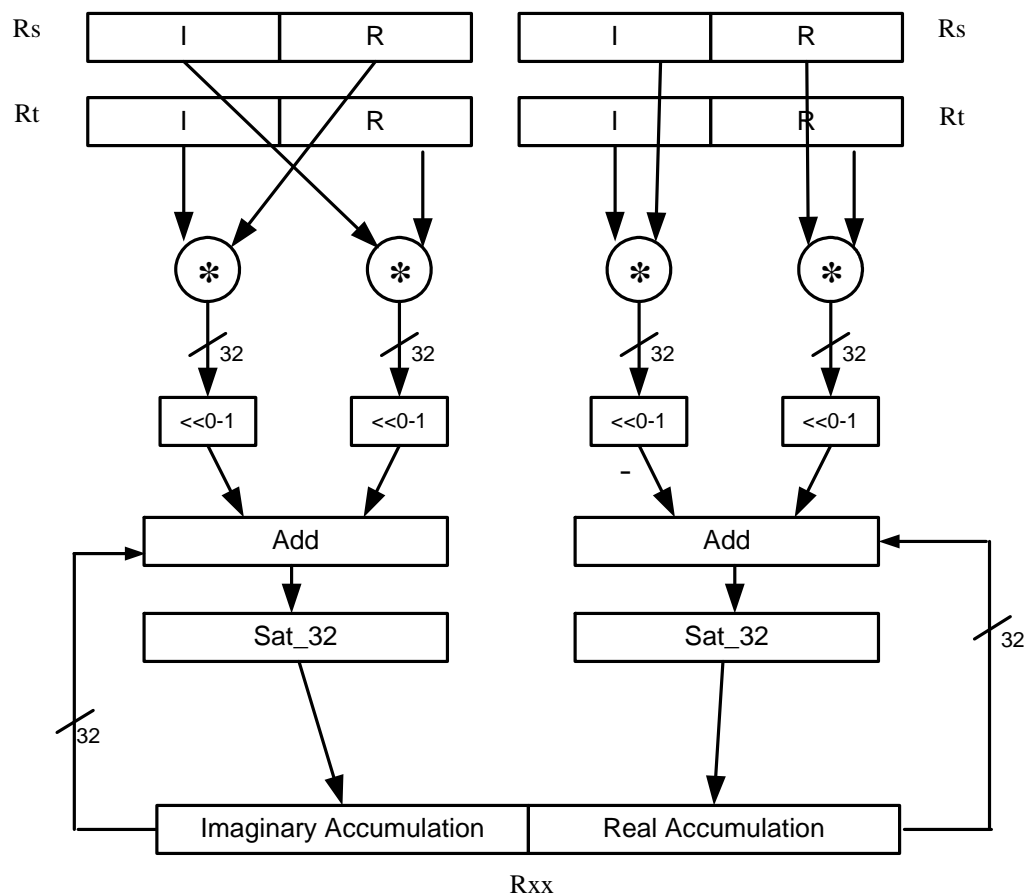 Rs I R I R Rs
Rt I R I R Rt
* * * *
32 32 32 32
<<0-1 <<0-1 <<0-1 <<0-1
-
Add Add
Sat_32 Sat_32
32
32
Imaginary Accumulation Real Accumulation
Rxx